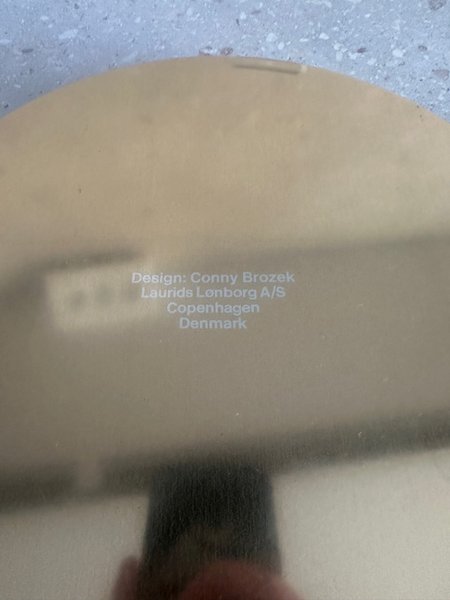 Design: Conny Brozek
Laurids Lønborg A/S
Copenhagen
Denmark